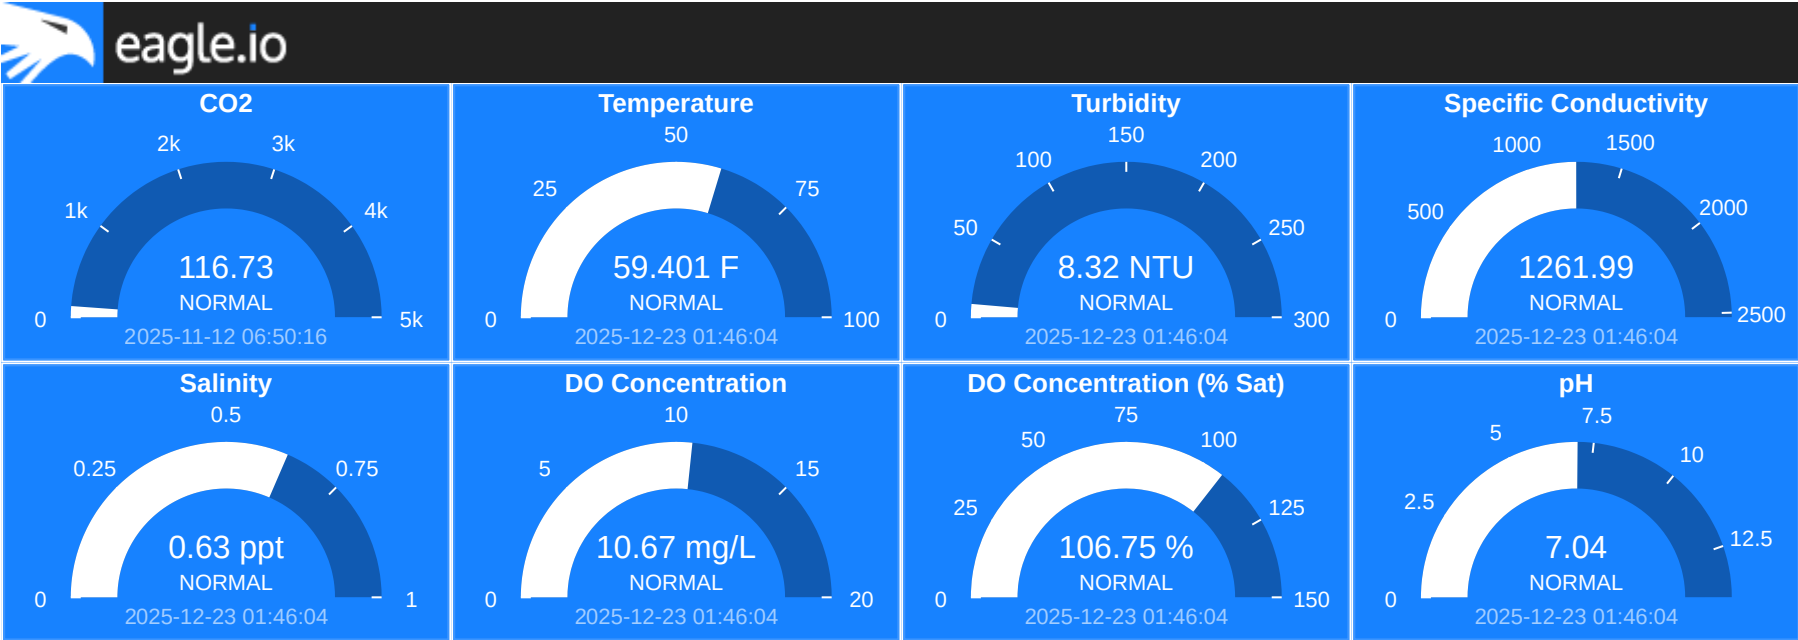 eagle.io
CO2
0
1k
2k
3k
4k
5k
116.73
NORMAL
2025-11-12 06:50:16
Temperature
0
25
50
75
100
59.401 F
NORMAL
2025-12-23 01:46:04
Turbidity
0
50
100
150
200
250
300
8.32 NTU
NORMAL
2025-12-23 01:46:04
Specific Conductivity
0
500
1000
1500
2000
2500
1261.99
NORMAL
2025-12-23 01:46:04
Salinity
0
0.25
0.5
0.75
1
0.63 ppt
NORMAL
2025-12-23 01:46:04
DO Concentration
0
5
10
15
20
10.67 mg/L
NORMAL
2025-12-23 01:46:04
DO Concentration (% Sat)
0
25
50
75
100
125
150
106.75 %
NORMAL
2025-12-23 01:46:04
pH
0
2.5
5
7.5
10
12.5
7.04
NORMAL
2025-12-23 01:46:04